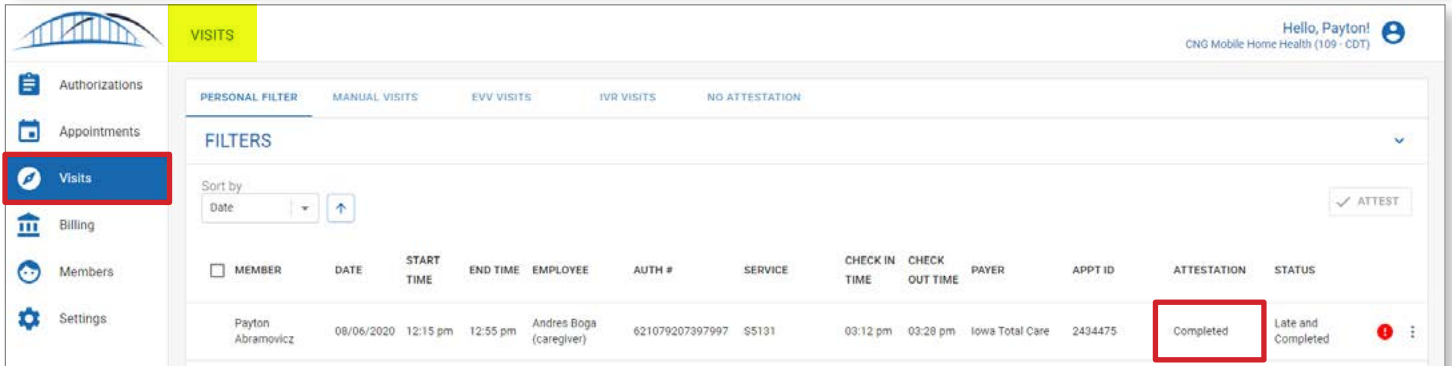 VISITS
Hello, Payton!
CNG Mobile Home Health (109 - CDT)
Authorizations
Appointments
Visits
Billing
Members
Settings
PERSONAL FILTER MANUAL VISITS EVV VISITS IVR VISITS NO ATTESTATION
FILTERS
Sort by
Date
ATTEST
MEMBER DATE START TIME END TIME EMPLOYEE AUTH # SERVICE CHECK IN TIME CHECK OUT TIME PAYER APPT ID ATTESTATION STATUS
Payton Abramovicz 08/06/2020 12:15 pm 12:55 pm Andres Boga (caregiver) 621079207397997 S5131 03:12 pm 03:28 pm Iowa Total Care 2434475 Completed Late and Completed